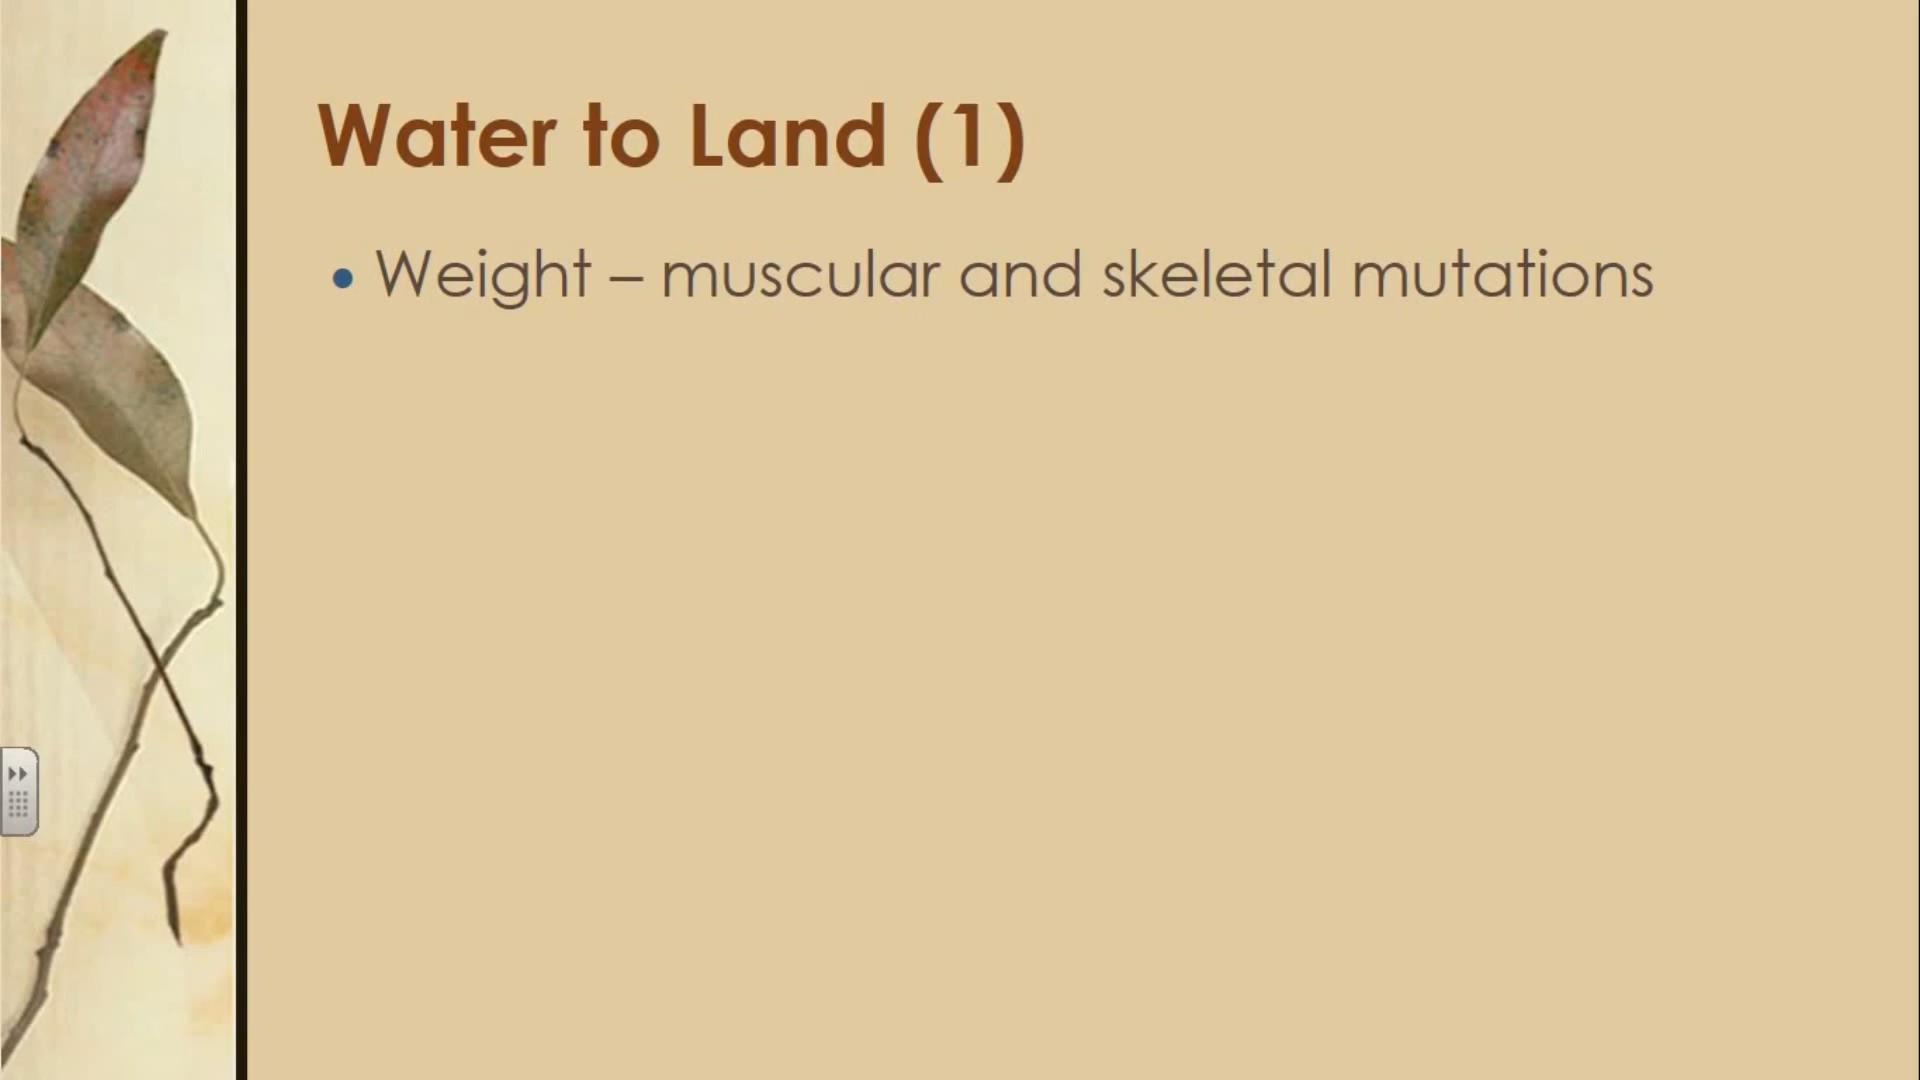 Water to Land (1)
• Weight – muscular and skeletal mutations